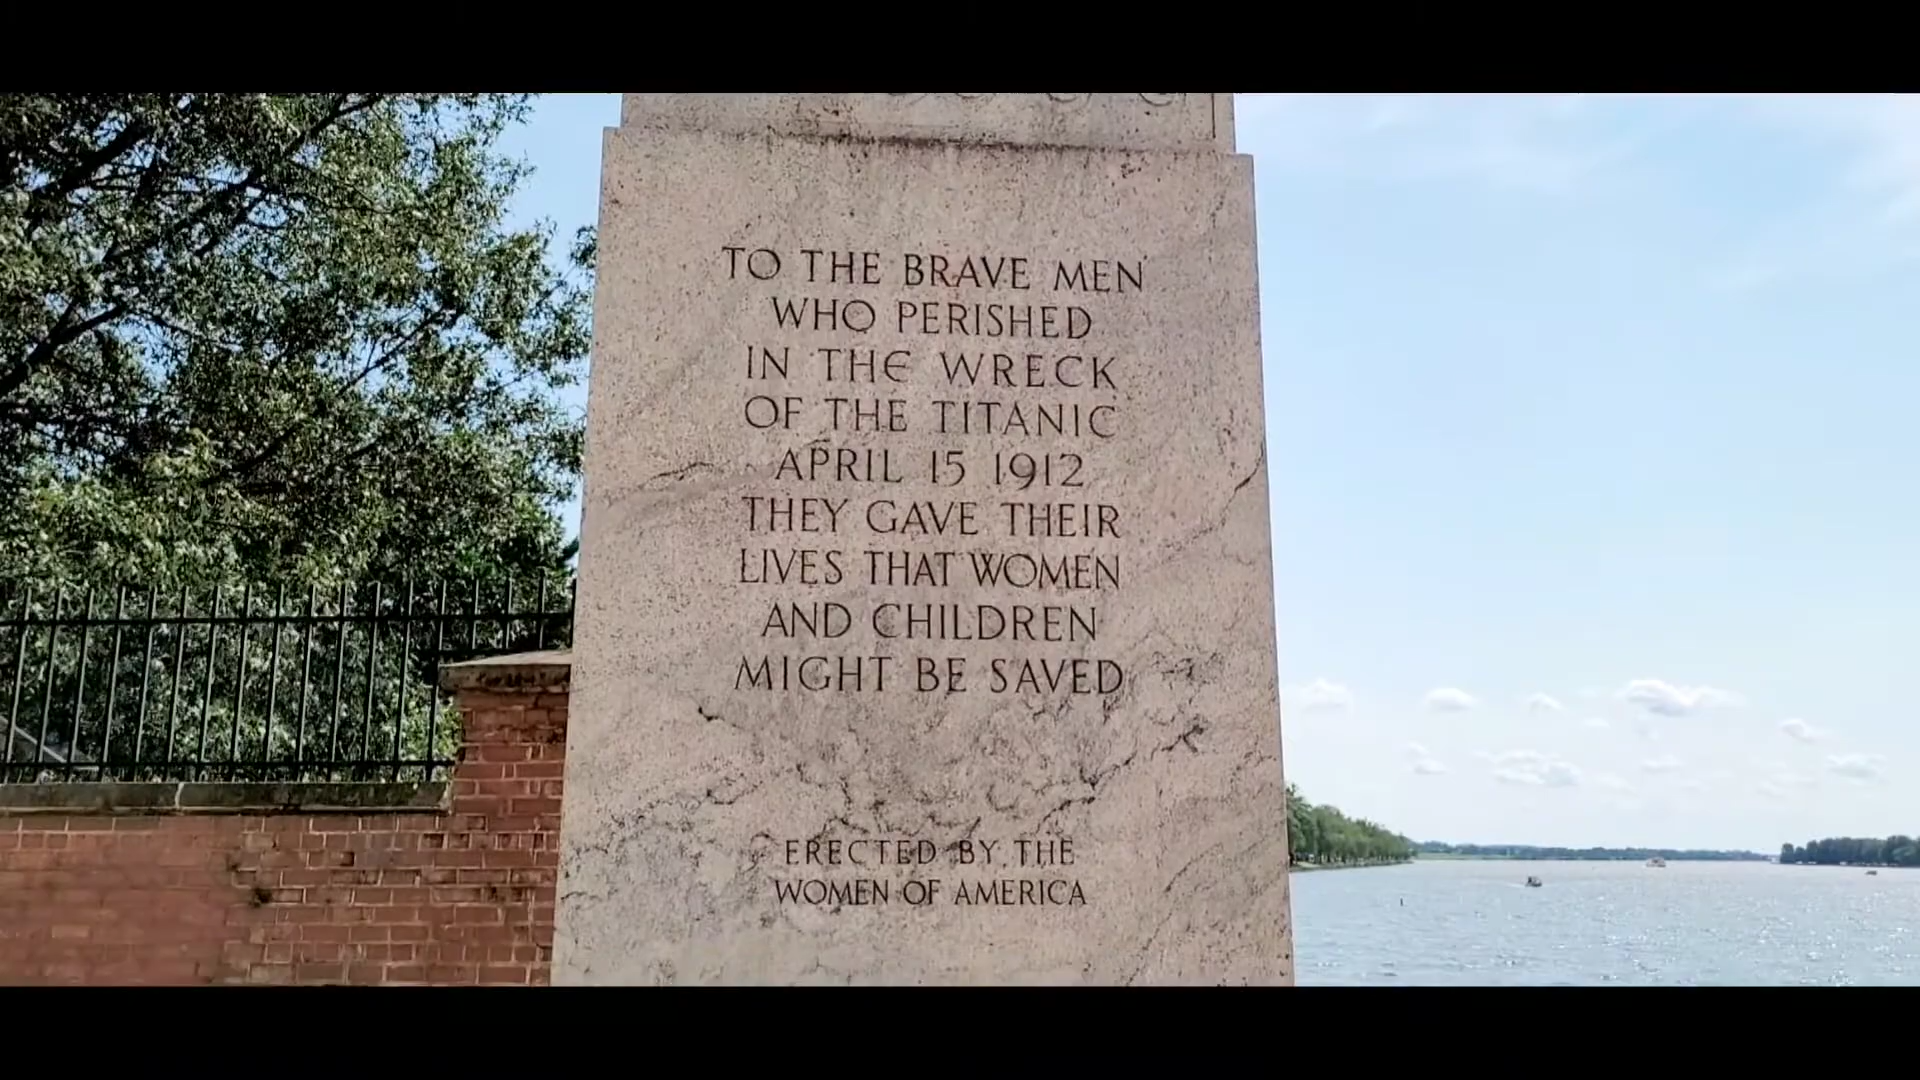 TO THE BRAVE MEN
WHO PERISHED
IN THE WRECK
OF THE TITANIC
APRIL 15 1912
THEY GAVE THEIR
LIVES THAT WOMEN
AND CHILDREN
MIGHT BE SAVED
ERECTED BY THE
WOMEN OF AMERICA